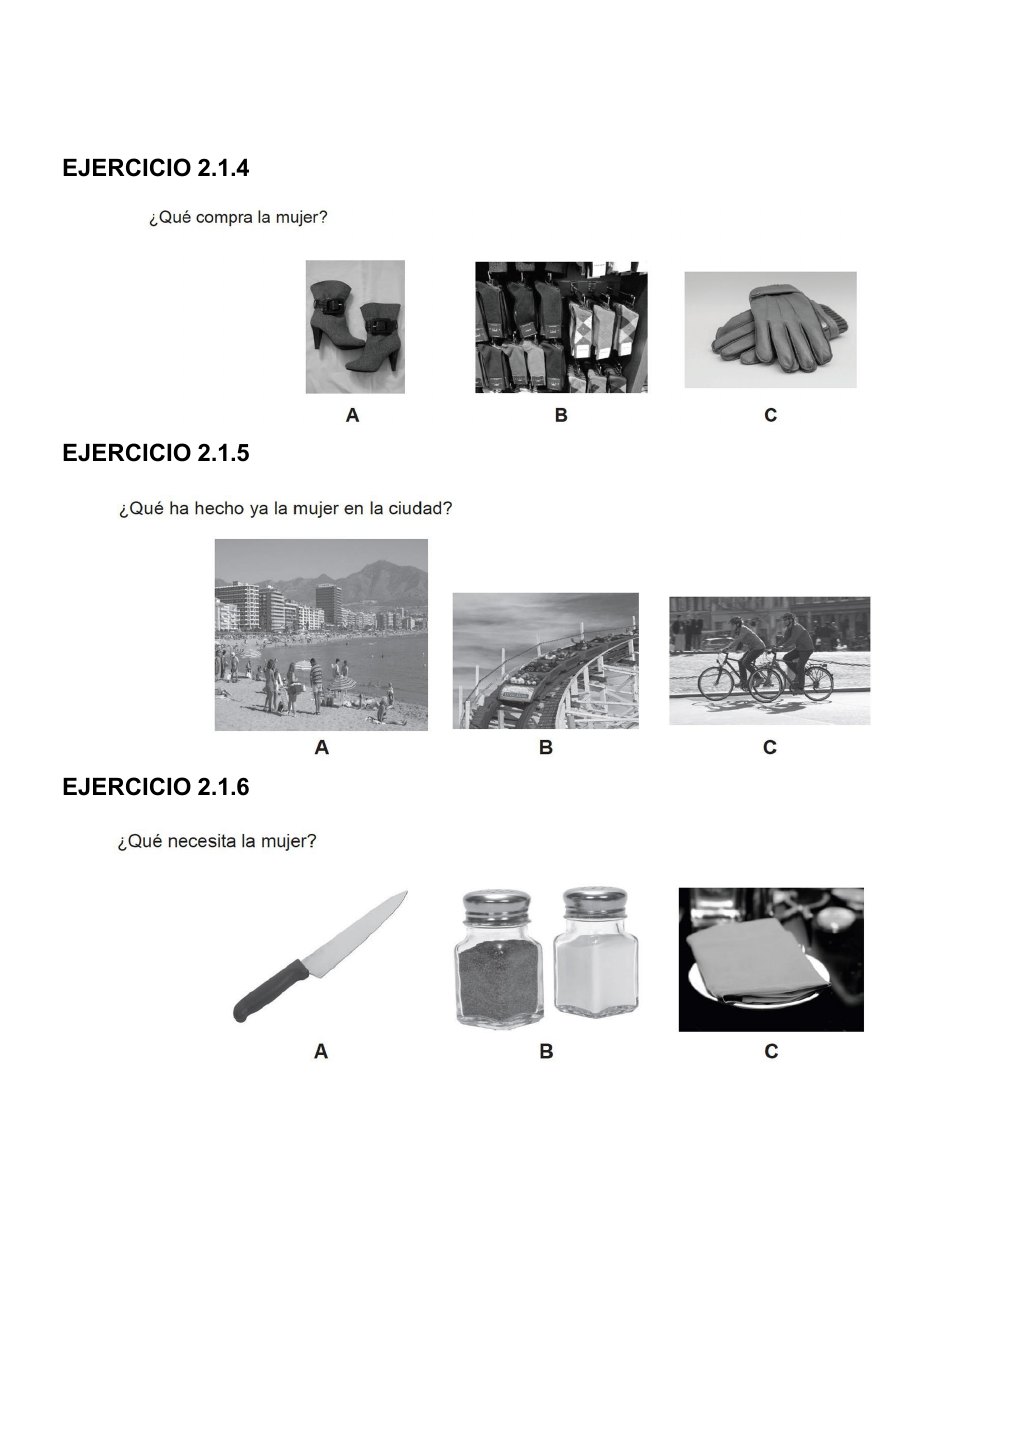 EJERCICIO 2.1.4
¿Qué compra la mujer?
A B C
EJERCICIO 2.1.5
¿Qué ha hecho ya la mujer en la ciudad?
A B C
EJERCICIO 2.1.6
¿Qué necesita la mujer?
A B C